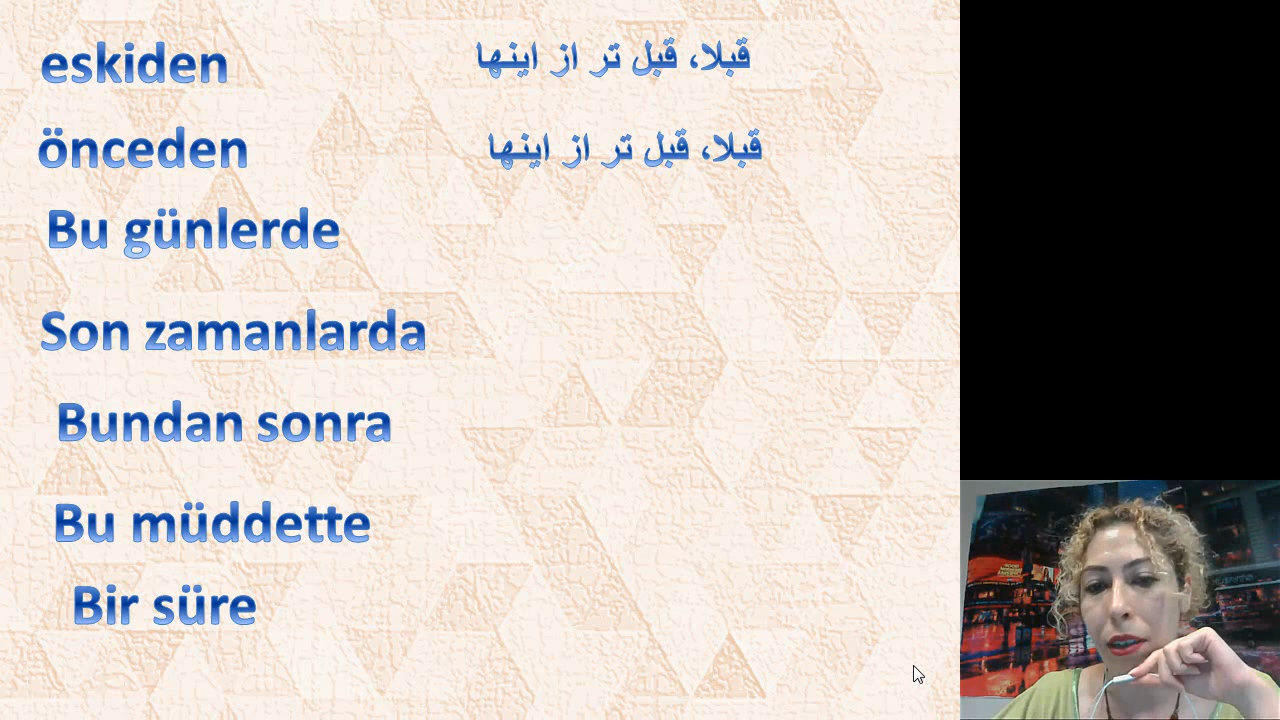 eskiden
قبلا، قبل تر از اینها
önceden
قبلا، قبل تر از اینها
Bu günlerde
Son zamanlarda
Bundan sonra
Bu müddette
Bir süre